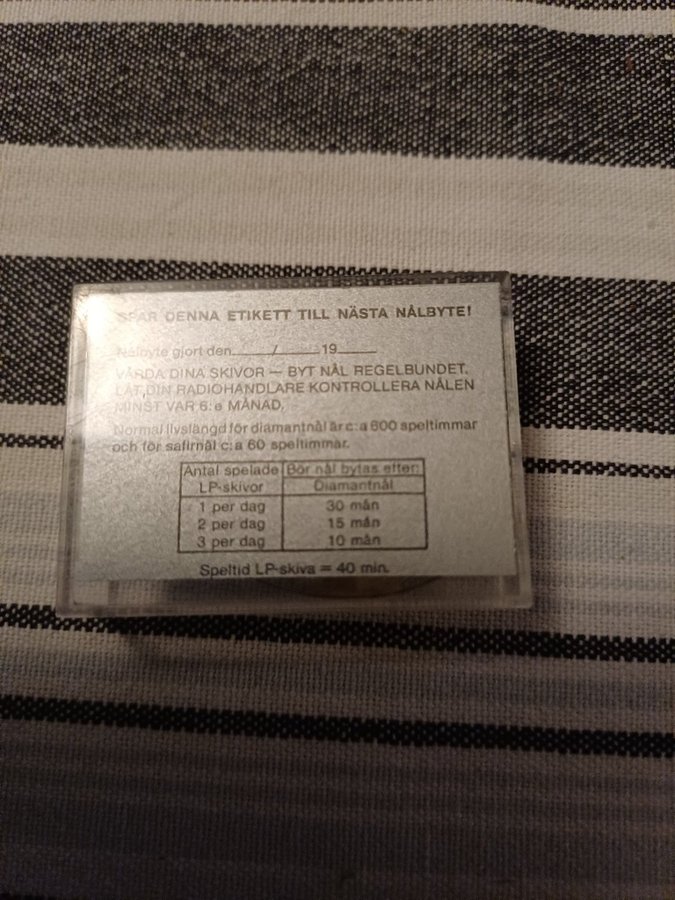 SPAR DENNA ETIKETT TILL NÄSTA NÅLBYTE!
Nålbyte gjort den____/____19____
VÅRDA DINA SKIVOR — BYT NÅL REGELBUNDET.
LÅT DIN RADIOHANDLARE KONTROLLERA NÅLEN
MINST VAR 6:e MÅNAD.
Normal livslängd för diamantnål är c:a 600 speltimmar
och för safirnål c:a 60 speltimmar.
Antal spelade Bör nål bytas efter:
LP-skivor Diamantnål
1 per dag 30 mån
2 per dag 15 mån
3 per dag 10 mån
Speltid LP-skiva = 40 min.